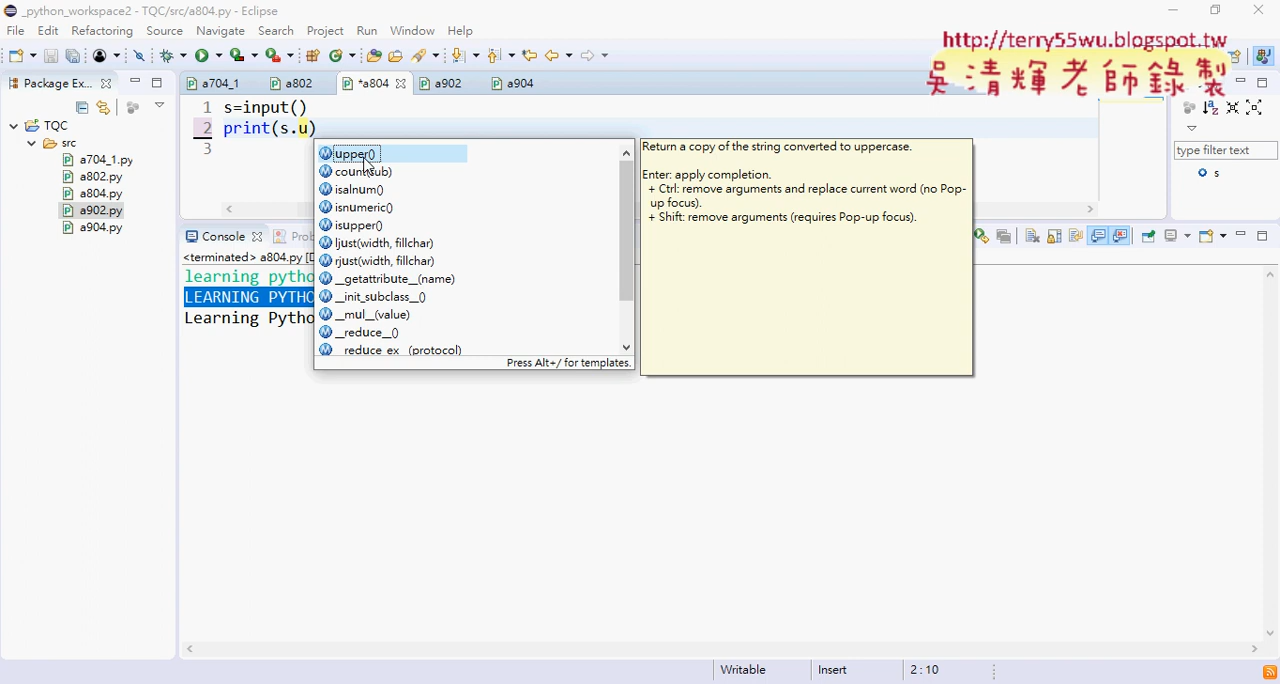 _python_workspace2 - TQC/src/a804.py - Eclipse
File Edit Refactoring Source Navigate Search Project Run Window Help
http://terry55wu.blogspot.tw
吳清輝老師錄製
Package Ex...
a704_1 a802 *a804 a902 a904
TQC
src
a704_1.py
a802.py
a804.py
a902.py
a904.py
1 s=input()
2 print(s.u)
3
type filter text
s
upper()
count(sub)
isalnum()
isnumeric()
isupper()
ljust(width, fillchar)
rjust(width, fillchar)
__getattribute__(name)
__init_subclass__()
__mul__(value)
__reduce__()
__reduce_ex__(protocol)
Press Alt+/ for templates.
Return a copy of the string converted to uppercase.
Enter: apply completion.
+ Ctrl: remove arguments and replace current word (no Pop-
up focus).
+ Shift: remove arguments (requires Pop-up focus).
Console Prob
<terminated> a804.py [D
learning pytho
LEARNING PYTHO
Learning Pytho
Writable Insert 2 : 10